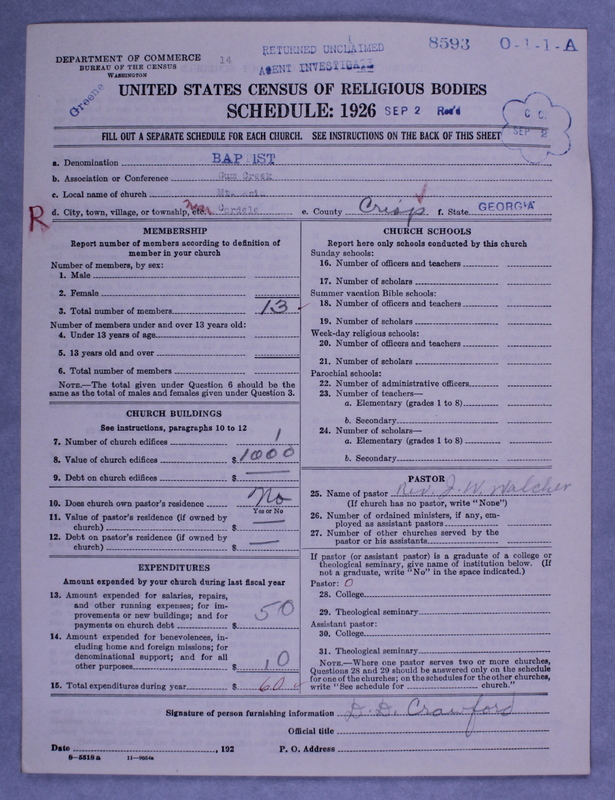 DEPARTMENT OF COMMERCE
BUREAU OF THE CENSUS
WASHINGTON
14
RETURNED UNCLAIMED
AGENT INVESTIGATE
8593 O-1-1-A
Greene
UNITED STATES CENSUS OF RELIGIOUS BODIES
SCHEDULE: 1926 SEP 2 Rec'd
C. C.
SEP 2
FILL OUT A SEPARATE SCHEDULE FOR EACH CHURCH. SEE INSTRUCTIONS ON THE BACK OF THIS SHEET
a. Denomination BAPTIST
b. Association or Conference Gum Creek
c. Local name of church
R d. City, town, village, or township, etc. near Cordele e. County Crisp f. State GEORGIA
MEMBERSHIP
Report number of members according to definition of
member in your church
Number of members, by sex:
1. Male
2. Female
3. Total number of members 13
Number of members under and over 13 years old:
4. Under 13 years of age
5. 13 years old and over
6. Total number of members
NOTE.—The total given under Question 6 should be the
same as the total of males and females given under Question 3.
CHURCH BUILDINGS
See instructions, paragraphs 10 to 12
7. Number of church edifices 1
8. Value of church edifices $ 1000
9. Debt on church edifices $ —
10. Does church own pastor's residence No
Yes or No
11. Value of pastor's residence (if owned by
church) $ —
12. Debt on pastor's residence (if owned by
church) $ —
EXPENDITURES
Amount expended by your church during last fiscal year
13. Amount expended for salaries, repairs,
and other running expenses; for im-
provements or new buildings; and for
payments on church debt $ 50
14. Amount expended for benevolences, in-
cluding home and foreign missions; for
denominational support; and for all
other purposes $ 10
15. Total expenditures during year $ 60
CHURCH SCHOOLS
Report here only schools conducted by this church
Sunday schools:
16. Number of officers and teachers
17. Number of scholars
Summer vacation Bible schools:
18. Number of officers and teachers
19. Number of scholars
Week-day religious schools:
20. Number of officers and teachers
21. Number of scholars
Parochial schools:
22. Number of administrative officers
23. Number of teachers—
a. Elementary (grades 1 to 8)
b. Secondary
24. Number of scholars—
a. Elementary (grades 1 to 8)
b. Secondary
PASTOR
25. Name of pastor Rev. J. W. Walcher
(If church has no pastor, write "None")
26. Number of ordained ministers, if any, em-
ployed as assistant pastors
27. Number of other churches served by the
pastor or his assistants
If pastor (or assistant pastor) is a graduate of a college or
theological seminary, give name of institution below. (If
not a graduate, write "No" in the space indicated.)
Pastor: 0
28. College
29. Theological seminary
Assistant pastor:
30. College
31. Theological seminary
NOTE.—Where one pastor serves two or more churches,
Questions 28 and 29 should be answered only on the schedule
for one of the churches; on the schedules for the other churches,
write "See schedule for church."
Signature of person furnishing information D. D. Crawford
Official title
Date , 192 P. O. Address
8-5518a 11-9054a